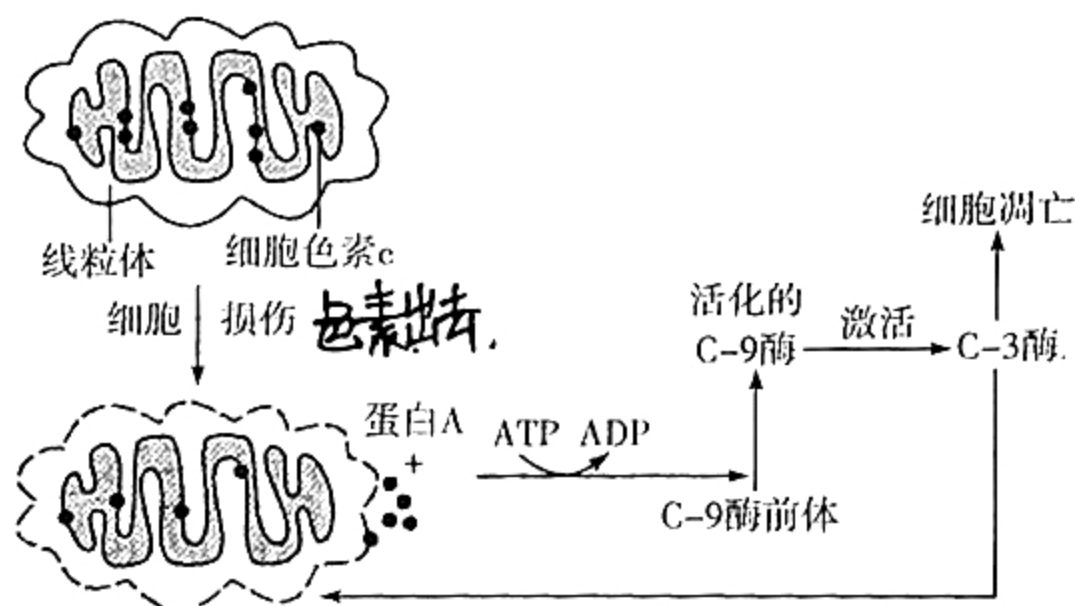 线粒体
细胞色素c
细胞 损伤 色素出去.
蛋白A
+
ATP ADP
C-9酶前体
活化的
C-9酶
激活
C-3酶.
细胞凋亡